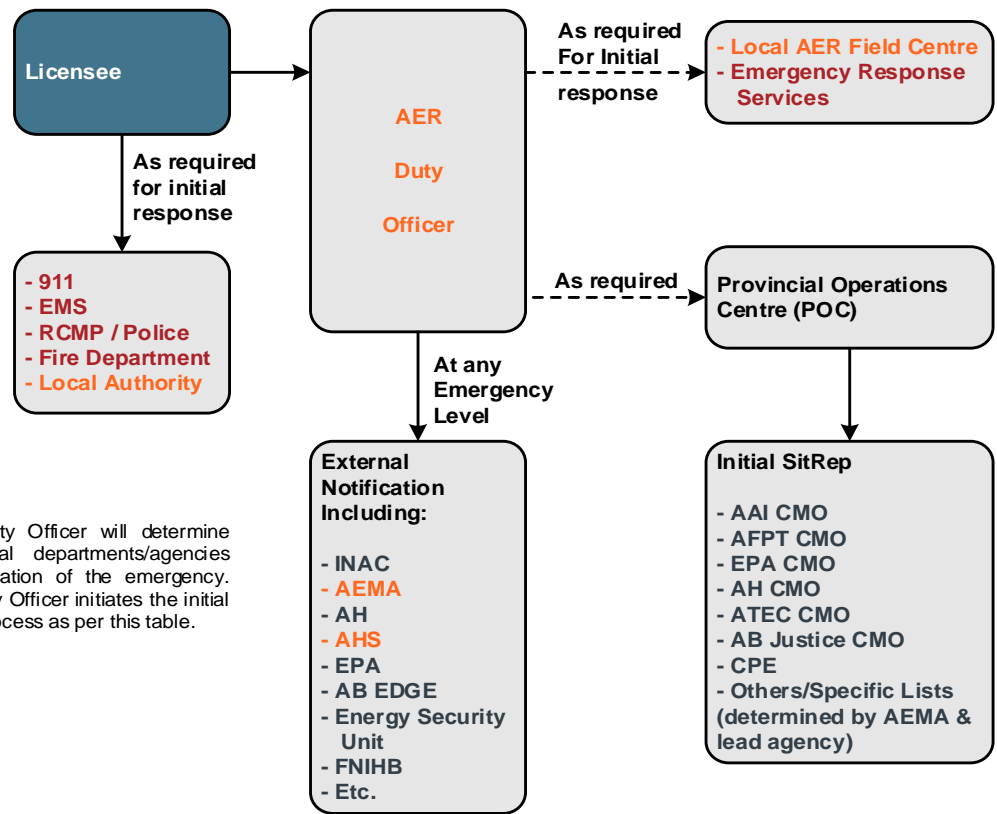 Licensee
As required
for initial
response
- 911
- EMS
- RCMP / Police
- Fire Department
- Local Authority
AER
Duty
Officer
As required
For Initial
response
- Local AER Field Centre
- Emergency Response
Services
As required
Provincial Operations
Centre (POC)
At any
Emergency
Level
External
Notification
Including:
- INAC
- AEMA
- AH
- AHS
- EPA
- AB EDGE
- Energy Security
Unit
- FNIHB
- Etc.
Initial SitRep
- AAI CMO
- AFPT CMO
- EPA CMO
- AH CMO
- ATEC CMO
- AB Justice CMO
- CPE
- Others/Specific Lists
(determined by AEMA &
lead agency)
ty Officer will determine
al departments/agencies
ation of the emergency.
y Officer initiates the initial
ocess as per this table.